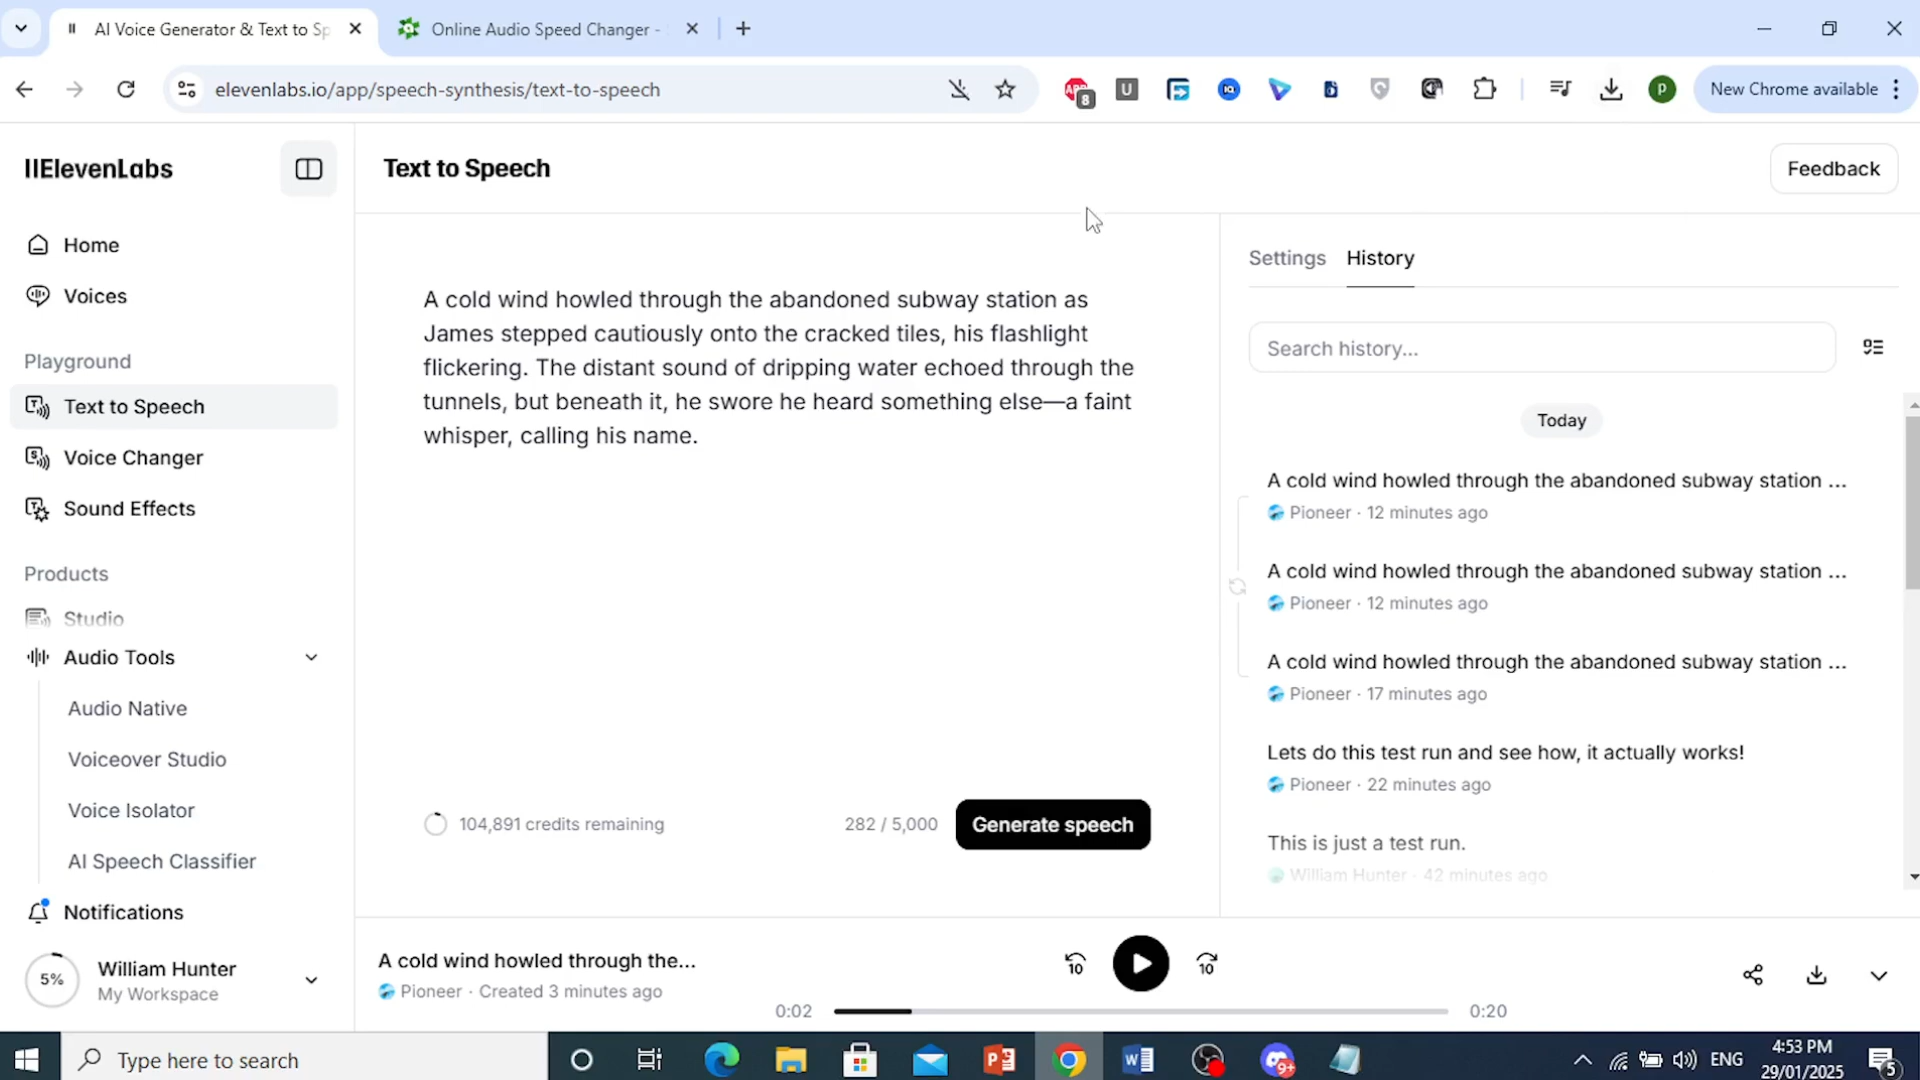 AI Voice Generator & Text to Sp
Online Audio Speed Changer -
elevenlabs.io/app/speech-synthesis/text-to-speech
ABP
8
U
IQ
P
New Chrome available
IIElevenLabs
Text to Speech
Feedback
Home
Voices
Playground
Text to Speech
Voice Changer
Sound Effects
Products
Studio
Audio Tools
Audio Native
Voiceover Studio
Voice Isolator
AI Speech Classifier
Notifications
5%
William Hunter
My Workspace
A cold wind howled through the abandoned subway station as
James stepped cautiously onto the cracked tiles, his flashlight
flickering. The distant sound of dripping water echoed through the
tunnels, but beneath it, he swore he heard something else—a faint
whisper, calling his name.
104,891 credits remaining
282 / 5,000
Generate speech
Settings
History
Search history...
Today
A cold wind howled through the abandoned subway station ...
Pioneer · 12 minutes ago
A cold wind howled through the abandoned subway station ...
Pioneer · 12 minutes ago
A cold wind howled through the abandoned subway station ...
Pioneer · 17 minutes ago
Lets do this test run and see how, it actually works!
Pioneer · 22 minutes ago
This is just a test run.
William Hunter · 42 minutes ago
A cold wind howled through the...
Pioneer · Created 3 minutes ago
10
10
0:02
0:20
Type here to search
9+
ENG
4:53 PM
29/01/2025
5